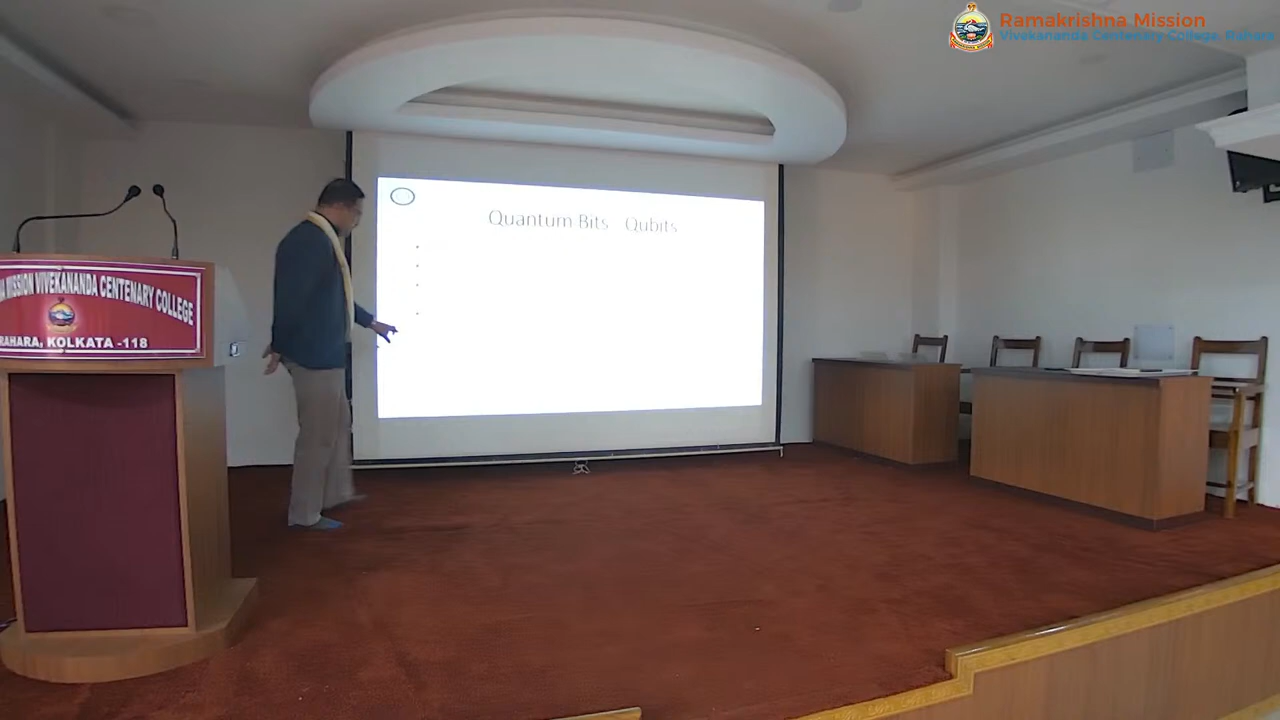 Ramakrishna Mission
Vivekananda Centenary College, Rahara
Quantum Bits   Qubits
MISSION VIVEKANANDA CENTENARY COLLEGE
RAHARA, KOLKATA -118